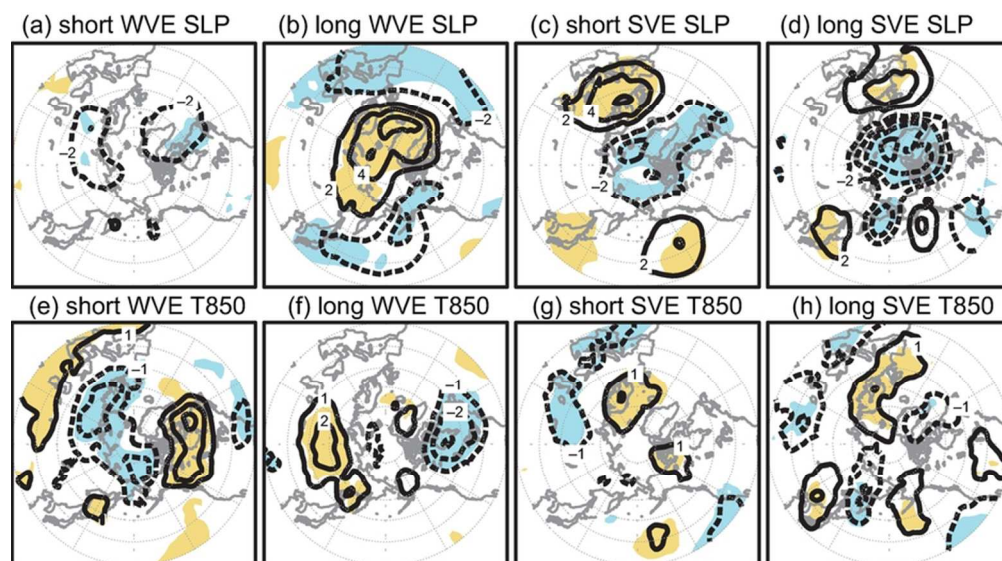 (a) short WVE SLP
(b) long WVE SLP
(c) short SVE SLP
(d) long SVE SLP
–2
–2
–2
2
4
2
4
–2
2
–2
2
(e) short WVE T850
(f) long WVE T850
(g) short SVE T850
(h) long SVE T850
1
–1
1
2
–1
–2
1
–1
1
1
–1